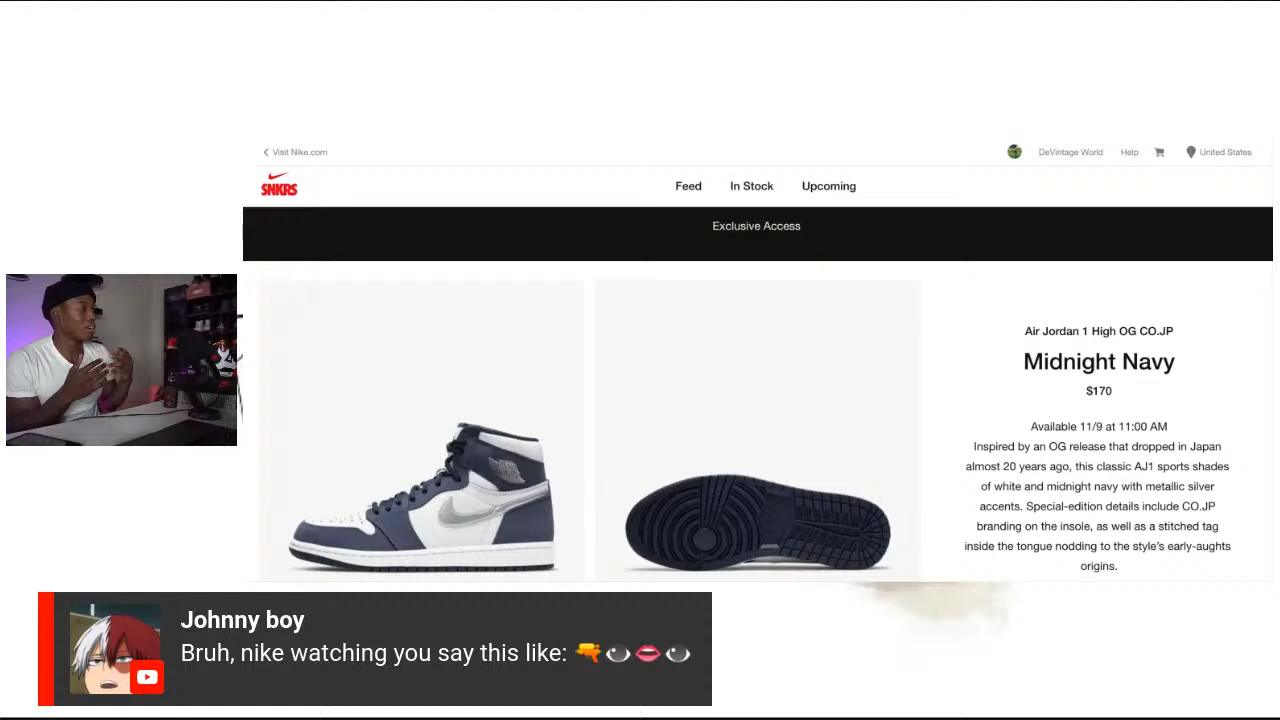 Visit Nike.com
DeVintage World Help United States
SNKRS
Feed In Stock Upcoming
Exclusive Access
Air Jordan 1 High OG CO.JP
Midnight Navy
$170
Available 11/9 at 11:00 AM
Inspired by an OG release that dropped in Japan
almost 20 years ago, this classic AJ1 sports shades
of white and midnight navy with metallic silver
accents. Special-edition details include CO.JP
branding on the insole, as well as a stitched tag
inside the tongue nodding to the style's early-aughts
origins.
Johnny boy
Bruh, nike watching you say this like: 🔫👁👄👁